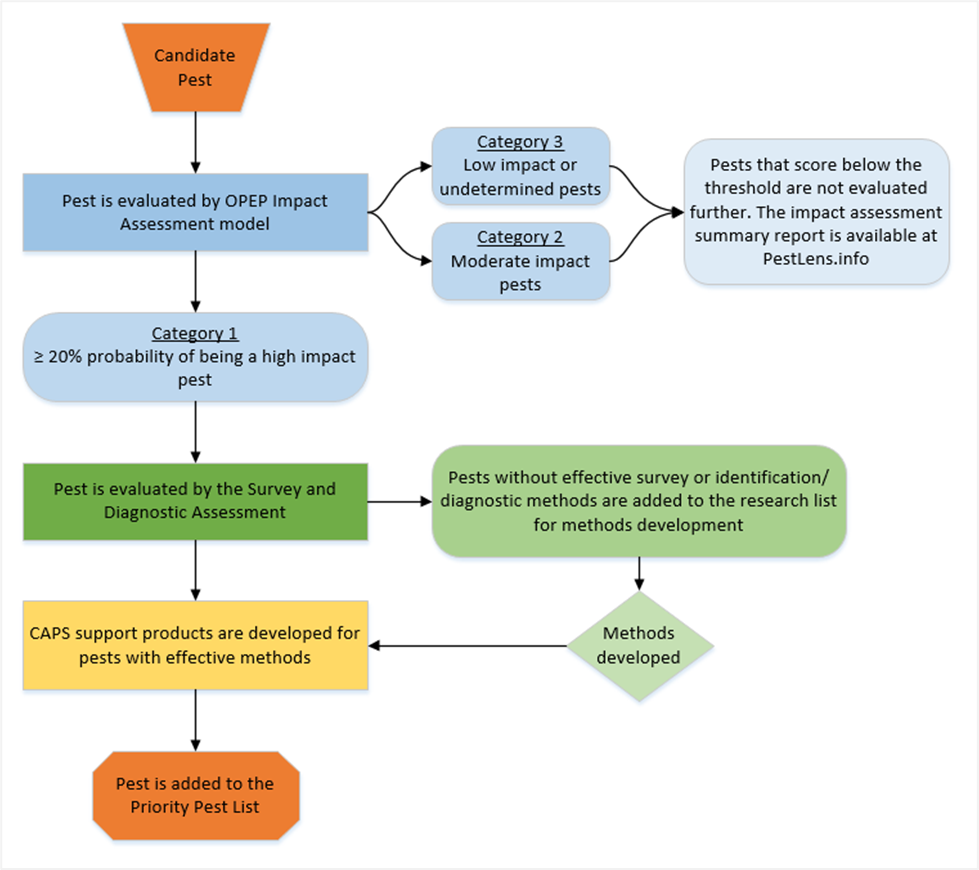 Candidate
Pest
Pest is evaluated by OPEP Impact
Assessment model
Category 3
Low impact or
undetermined pests
Category 2
Moderate impact
pests
Pests that score below the
threshold are not evaluated
further. The impact assessment
summary report is available at
PestLens.info
Category 1
≥ 20% probability of being a high impact
pest
Pest is evaluated by the Survey and
Diagnostic Assessment
Pests without effective survey or identification/
diagnostic methods are added to the research list
for methods development
Methods
developed
CAPS support products are developed for
pests with effective methods
Pest is added to the
Priority Pest List